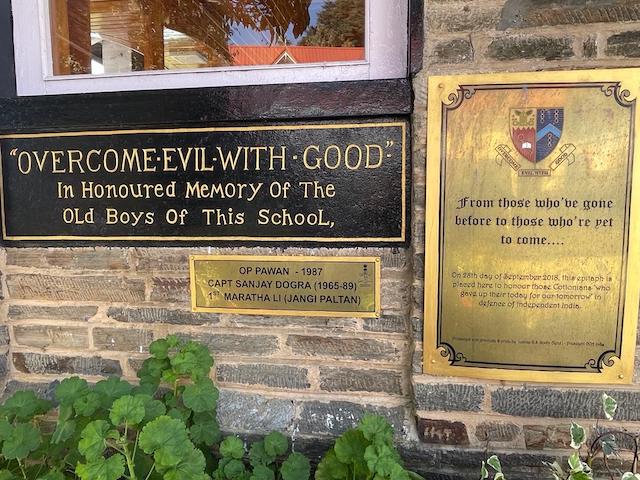 "OVERCOME·EVIL·WITH·GOOD"
In Honoured Memory Of The
Old Boys Of This School,
OP PAWAN - 1987
CAPT SANJAY DOGRA (1965-89)
1ST MARATHA LI (JANGI PALTAN)
OVERCOME EVIL WITH GOOD
From those who've gone
before to those who're yet
to come....
On 28th day of September 2018, this epitaph is
placed here to honour those Cottonians "who
gave up their today for our tomorrow" in
defence of Independent India.